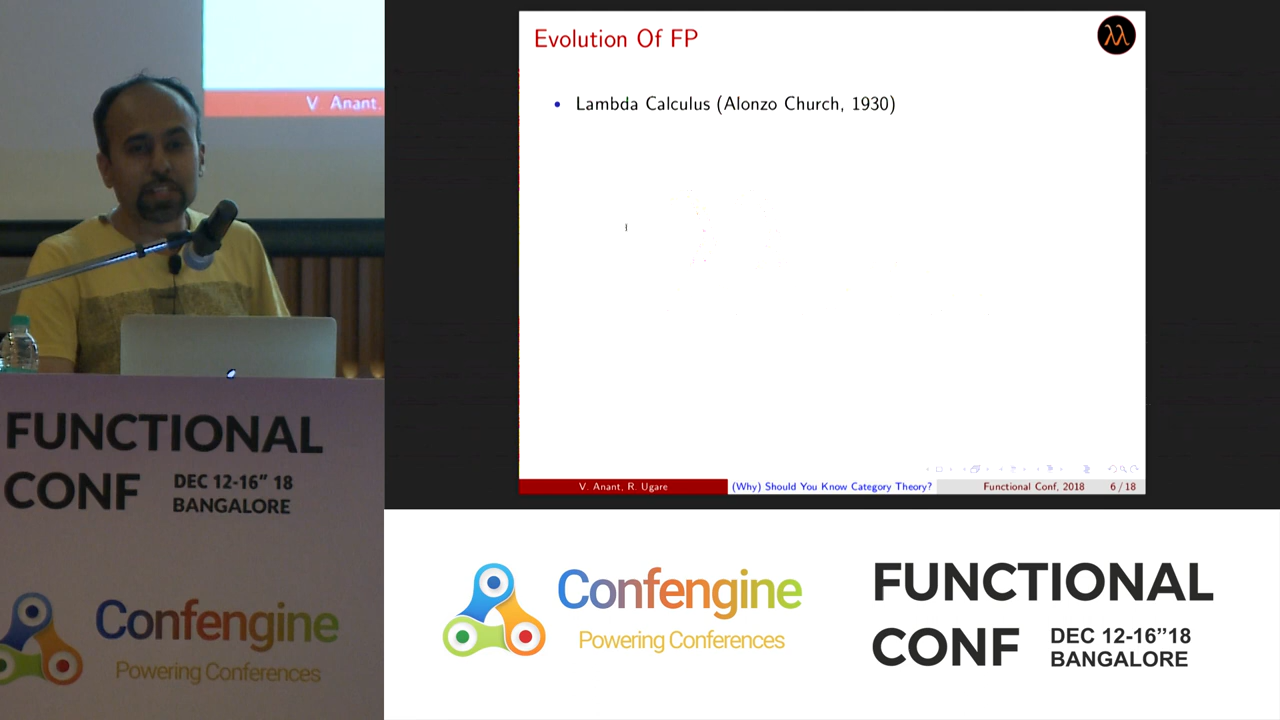 V. Anant,
FUNCTIONAL
CONF DEC 12-16" 18
BANGALORE
Confengine
Powering Conferences
Evolution Of FP
λλ
• Lambda Calculus (Alonzo Church, 1930)
V. Anant, R. Ugare (Why) Should You Know Category Theory? Functional Conf, 2018 6 / 18
Confengine
Powering Conferences
FUNCTIONAL
CONF DEC 12-16”18
BANGALORE